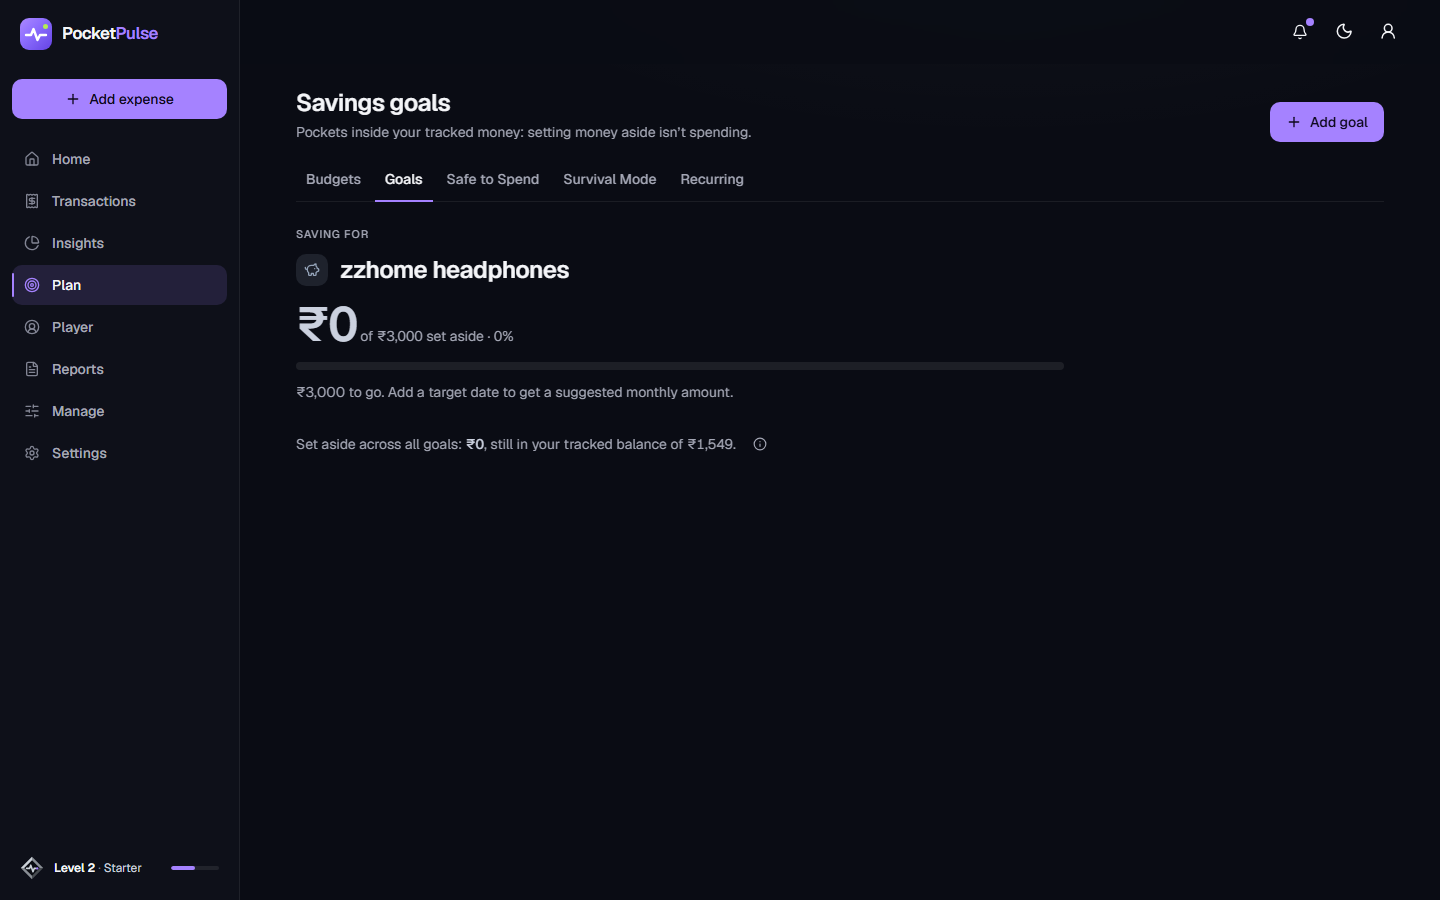 PocketPulse
Add expense
Home
Transactions
Insights
Plan
Player
Reports
Manage
Settings
Level 2 · Starter
Savings goals
Pockets inside your tracked money: setting money aside isn't spending.
Add goal
Budgets Goals Safe to Spend Survival Mode Recurring
SAVING FOR
zzhome headphones
₹0 of ₹3,000 set aside · 0%
₹3,000 to go. Add a target date to get a suggested monthly amount.
Set aside across all goals: ₹0, still in your tracked balance of ₹1,549.